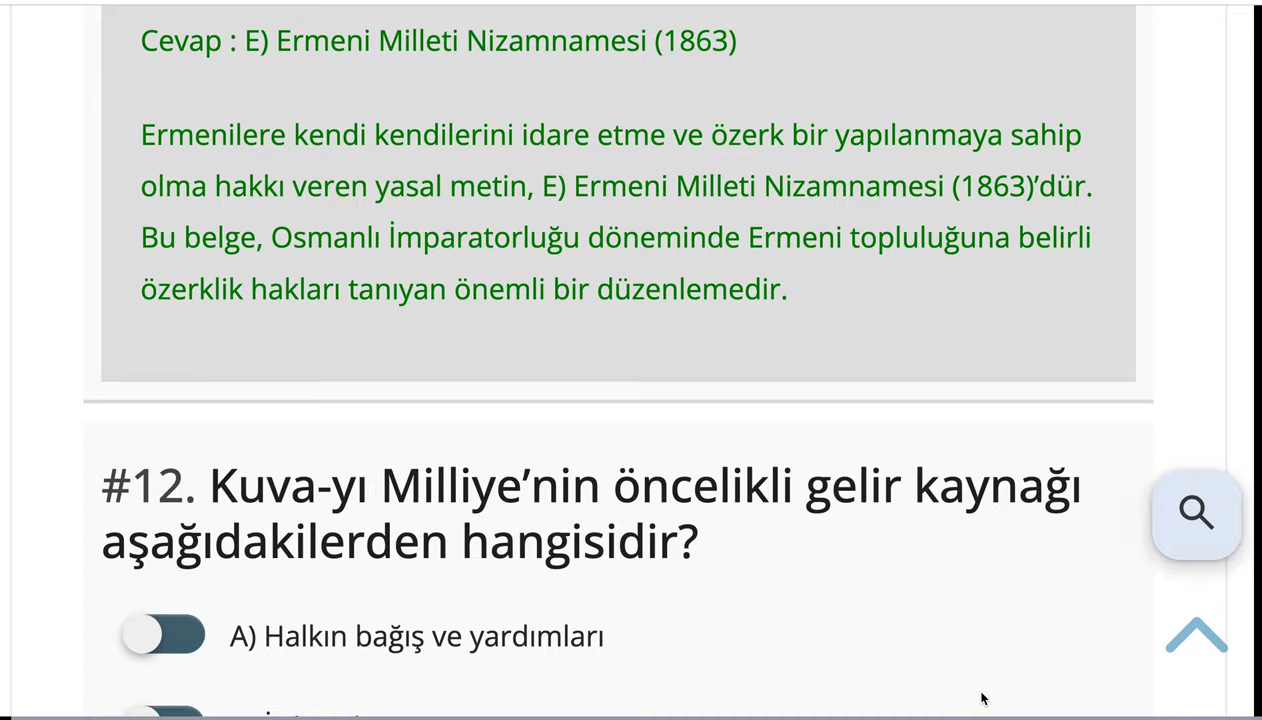 Cevap : E) Ermeni Milleti Nizamnamesi (1863)
Ermenilere kendi kendilerini idare etme ve özerk bir yapılanmaya sahip
olma hakkı veren yasal metin, E) Ermeni Milleti Nizamnamesi (1863)’dür.
Bu belge, Osmanlı İmparatorluğu döneminde Ermeni topluluğuna belirli
özerklik hakları tanıyan önemli bir düzenlemedir.
#12. Kuva-yı Milliye’nin öncelikli gelir kaynağı
aşağıdakilerden hangisidir?
A) Halkın bağış ve yardımları